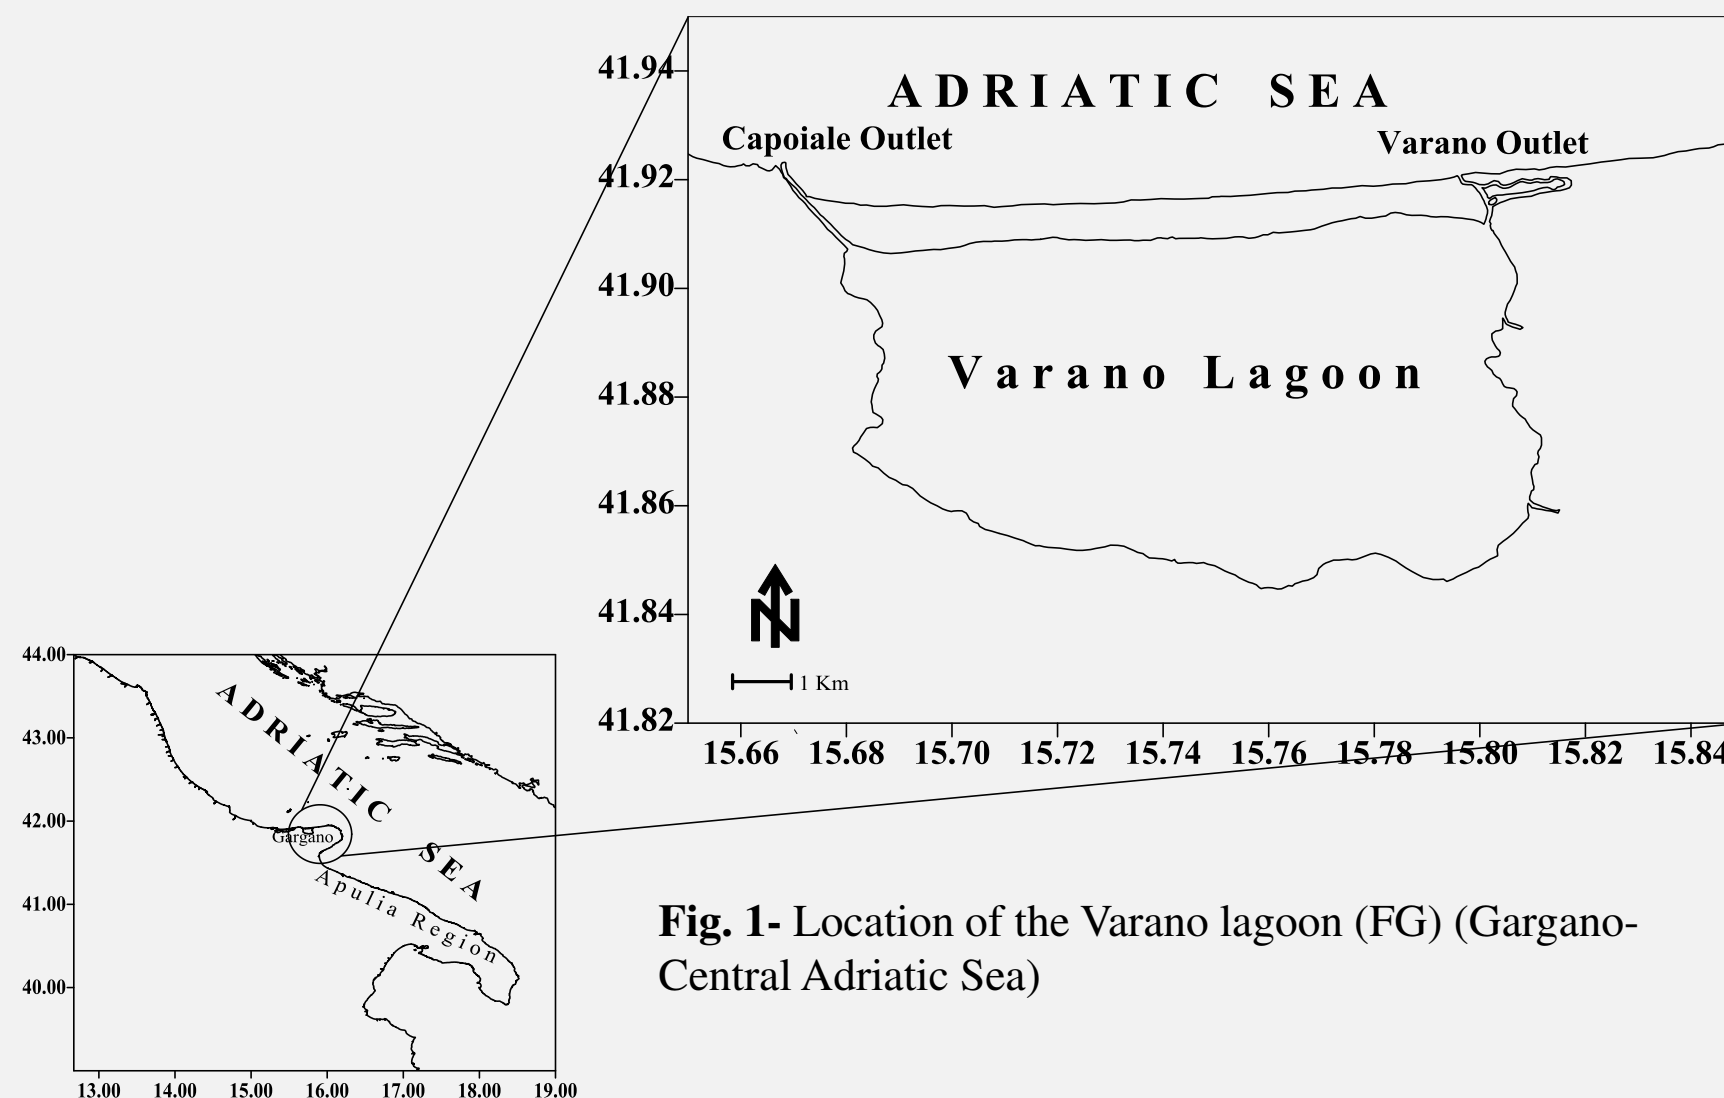 41.94
ADRIATIC SEA
Capoiale Outlet
Varano Outlet
41.92
41.90
Varano Lagoon
41.88
41.86
41.84
N
1 Km
41.82
15.66 15.68 15.70 15.72 15.74 15.76 15.78 15.80 15.82 15.84
44.00
ADRIATIC SEA
43.00
42.00
Gargano
Apulia Region
41.00
40.00
13.00 14.00 15.00 16.00 17.00 18.00 19.00
Fig. 1- Location of the Varano lagoon (FG) (Gargano-
Central Adriatic Sea)